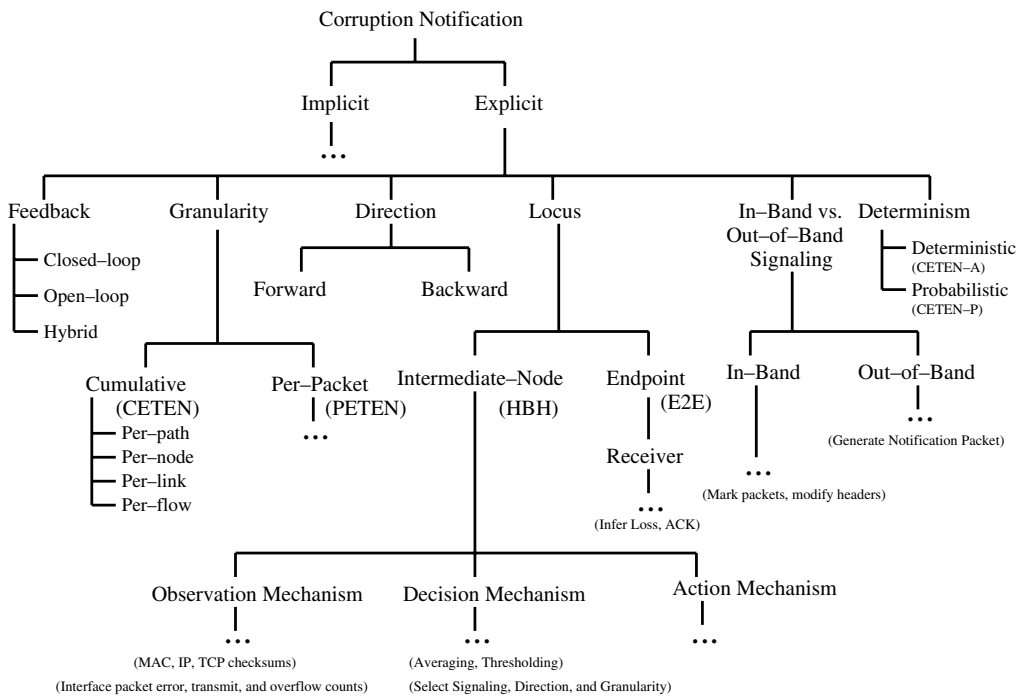 Corruption Notification
Implicit
Explicit
...
Feedback
Granularity
Direction
Locus
In–Band vs.
Out–of–Band
Signaling
Determinism
Closed–loop
Open–loop
Hybrid
Forward
Backward
Deterministic
(CETEN–A)
Probabilistic
(CETEN–P)
Cumulative
(CETEN)
Per–path
Per–node
Per–link
Per–flow
Per–Packet
(PETEN)
...
Intermediate–Node
(HBH)
Endpoint
(E2E)
Receiver
...
(Infer Loss, ACK)
In–Band
...
(Mark packets, modify headers)
Out–of–Band
...
(Generate Notification Packet)
Observation Mechanism
...
(MAC, IP, TCP checksums)
(Interface packet error, transmit, and overflow counts)
Decision Mechanism
...
(Averaging, Thresholding)
(Select Signaling, Direction, and Granularity)
Action Mechanism
...